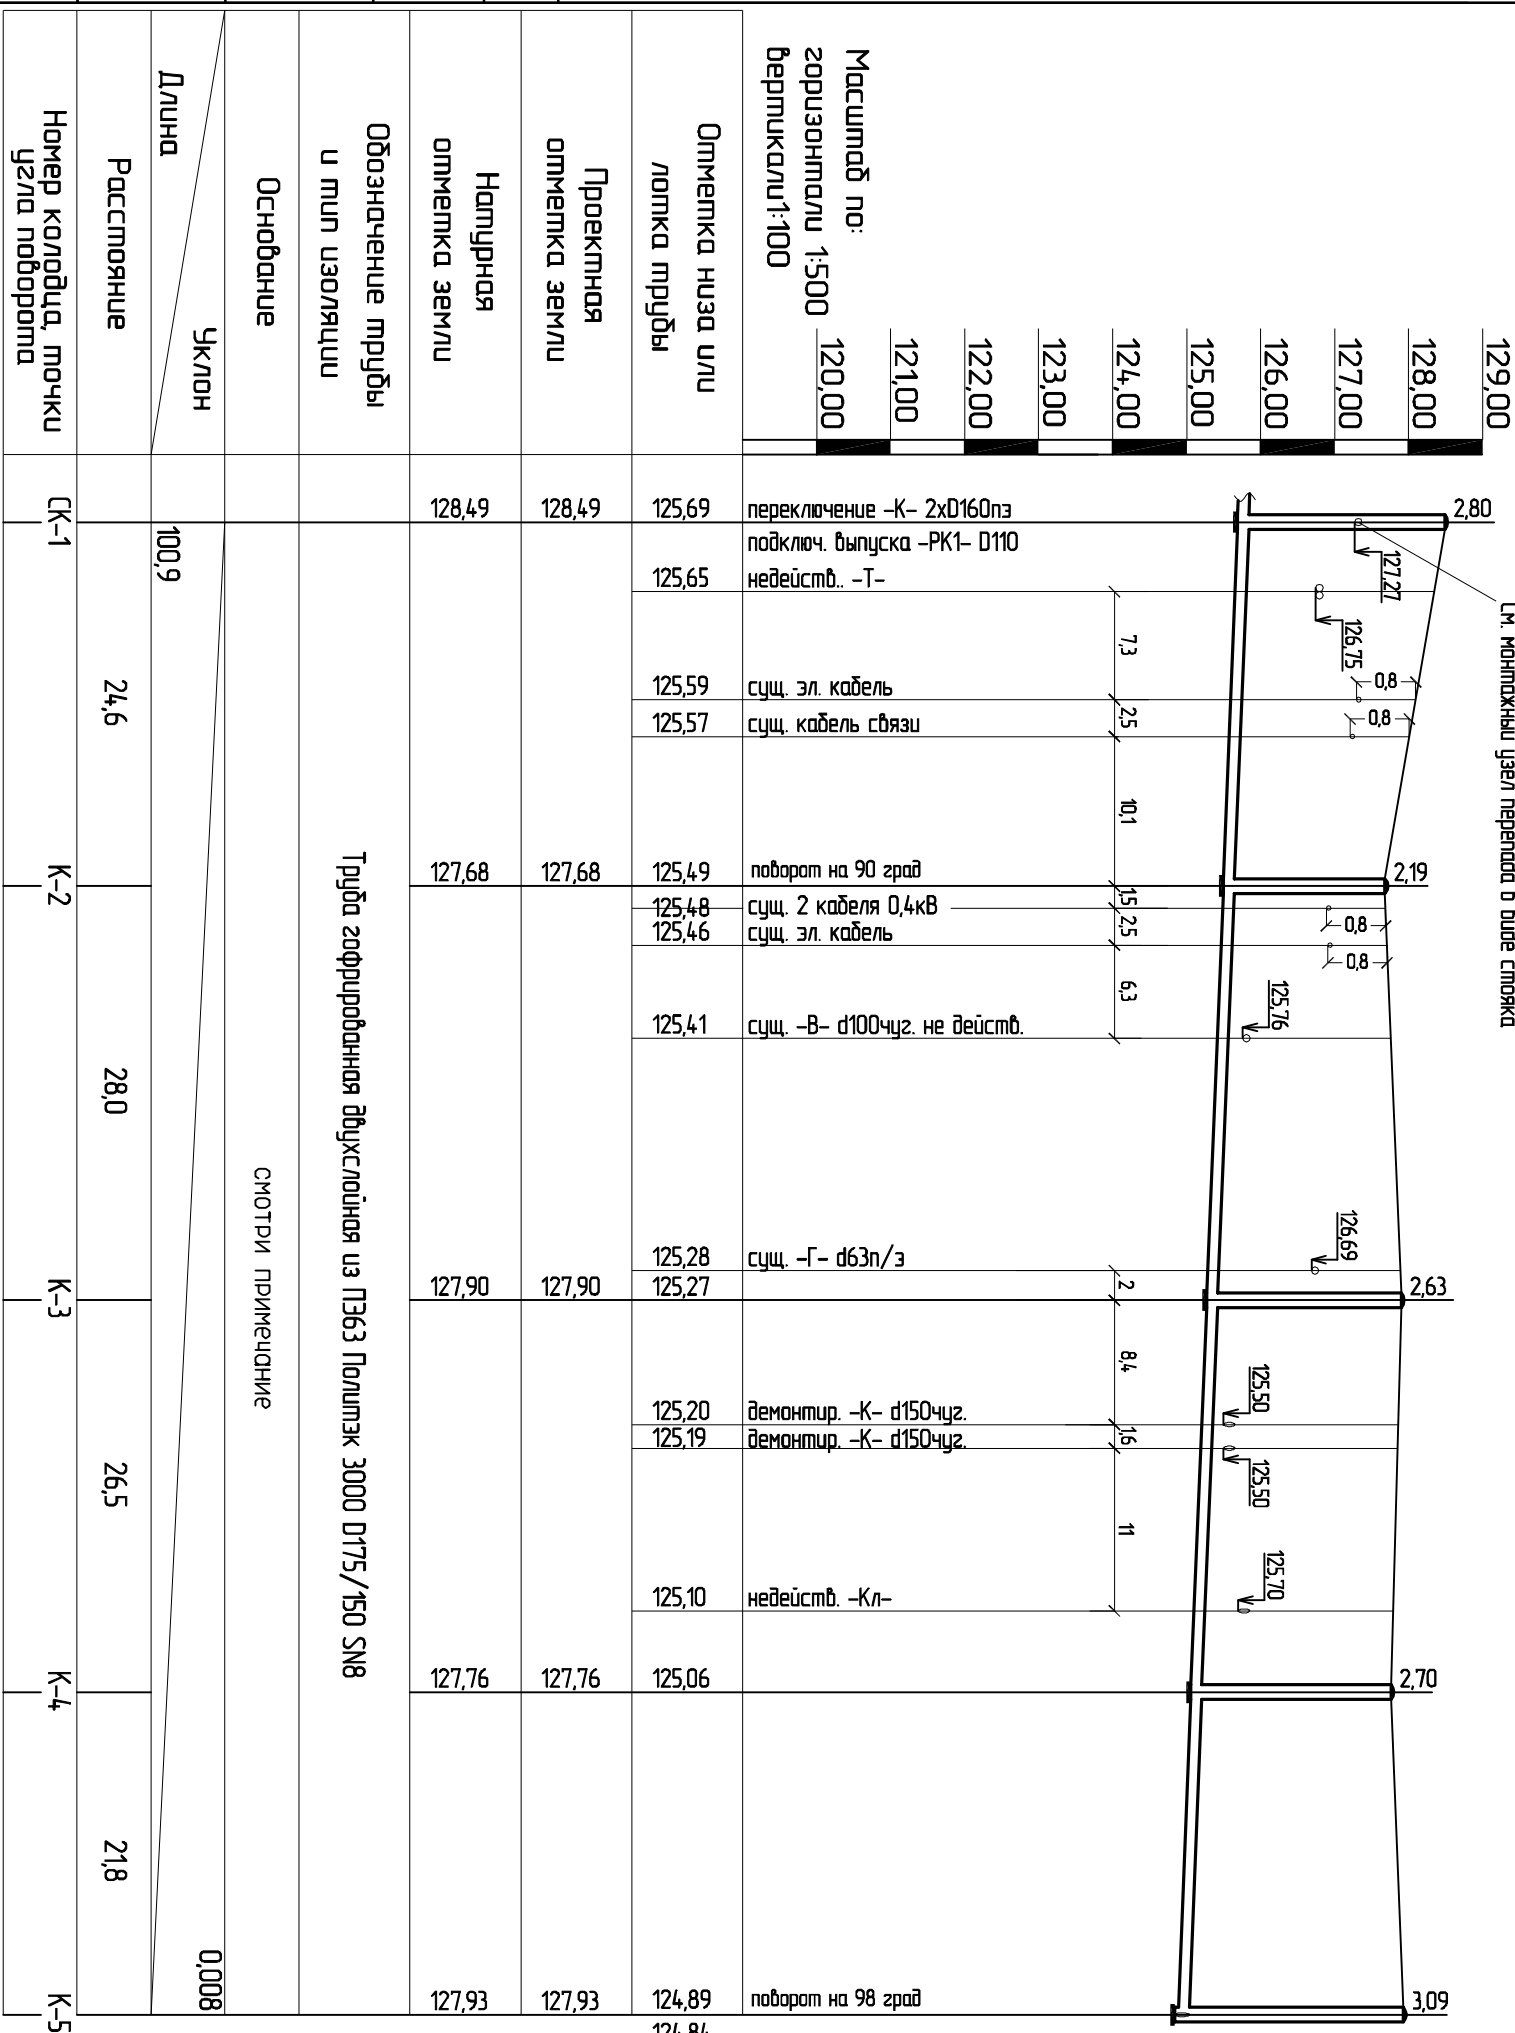 Масштаб по:
горизонтали 1:500
вертикали1:100
129,00
128,00
127,00
126,00
125,00
124,00
123,00
122,00
121,00
120,00
Отметка низа или
лотка трубы
Проектная
отметка земли
Натурная
отметка земли
Обозначение трубы
и тип изоляции
Основание
Уклон
Длина
Расстояние
Номер колодца, точки
угла поворота
2,80
127,27
126,75
0,8
0,8
2,19
0,8
0,8
125,76
126,69
2,63
125,50
125,50
125,70
2,70
3,09
см. монтажный узел перепада в виде стояка
7,3
2,5
10,1
1,5
2,5
6,3
2
8,4
1,6
11
переключение -К- 2хD160пэ
подключ. выпуска -РК1- D110
недейств.. -Т-
сущ. эл. кабель
сущ. кабель связи
поворот на 90 град
сущ. 2 кабеля 0,4кВ
сущ. эл. кабель
сущ. -В- d100чуг. не действ.
сущ. -Г- d63п/э
демонтир. -К- d150чуг.
демонтир. -К- d150чуг.
недейств. -Кл-
поворот на 98 град
125,69
125,65
125,59
125,57
125,49
125,48
125,46
125,41
125,28
125,27
125,20
125,19
125,10
125,06
124,89
124,84
128,49
127,68
127,90
127,76
127,93
128,49
127,68
127,90
127,76
127,93
Труба гофрированная двухслойная из ПЭ63 Политэк 3000 D175/150 SN8
смотри примечание
100,9
0,008
24,6
28,0
26,5
21,8
СК-1
К-2
К-3
К-4
К-5